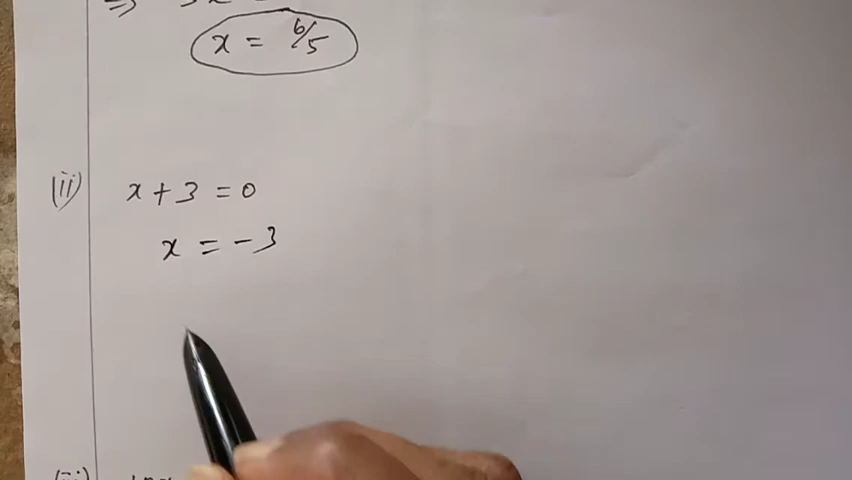 x = 6/5
(ii) x + 3 = 0
x = -3